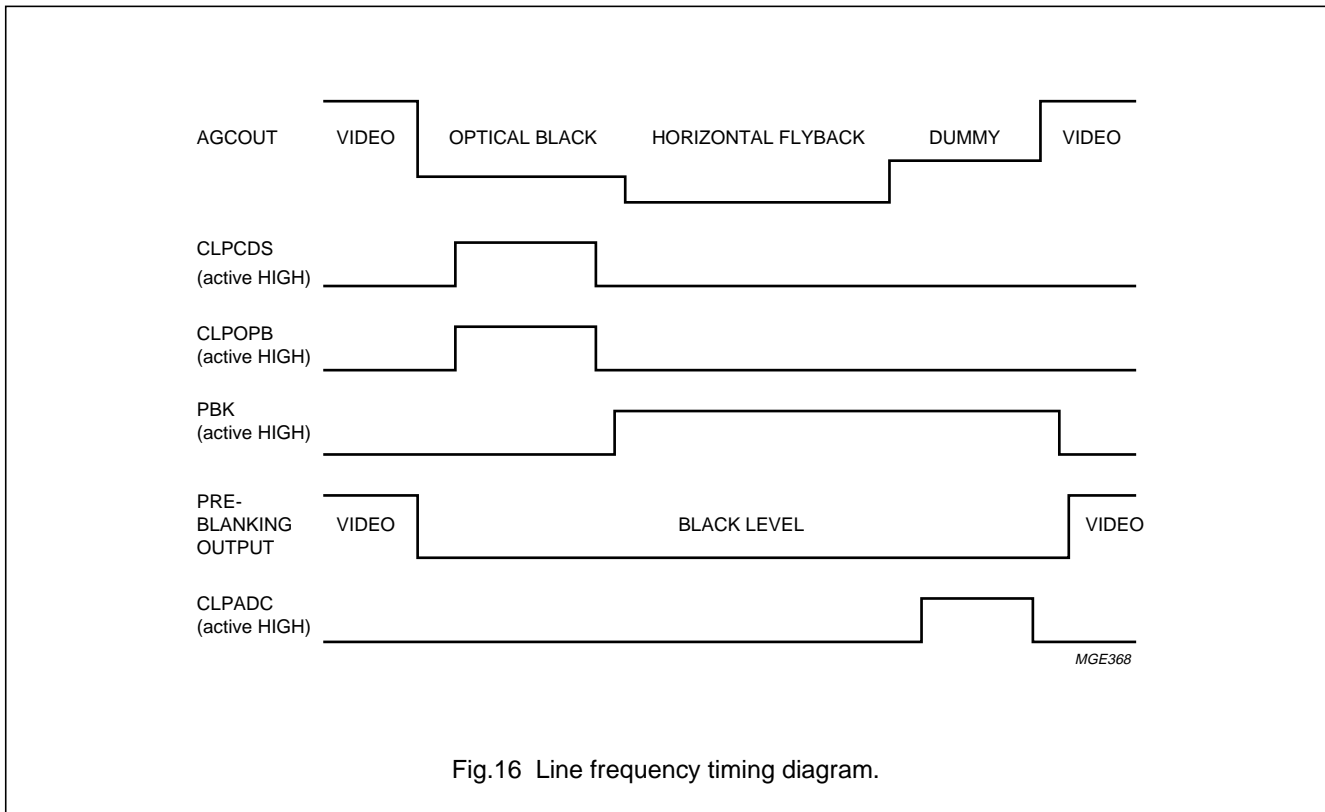 AGCOUT VIDEO OPTICAL BLACK HORIZONTAL FLYBACK DUMMY VIDEO
CLPCDS
(active HIGH)
CLPOPB
(active HIGH)
PBK
(active HIGH)
PRE-
BLANKING VIDEO BLACK LEVEL VIDEO
OUTPUT
CLPADC
(active HIGH)
MGE368
Fig.16 Line frequency timing diagram.